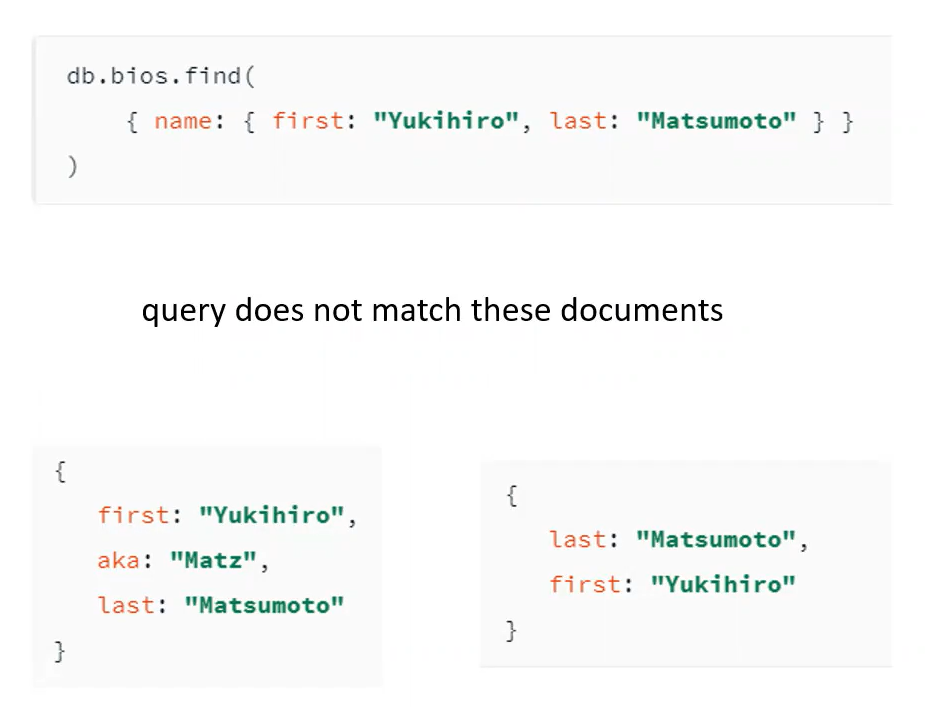 db.bios.find(
{ name: { first: "Yukihiro", last: "Matsumoto" } }
)
query does not match these documents
{
first: "Yukihiro",
aka: "Matz",
last: "Matsumoto"
}
{
last: "Matsumoto",
first: "Yukihiro"
}